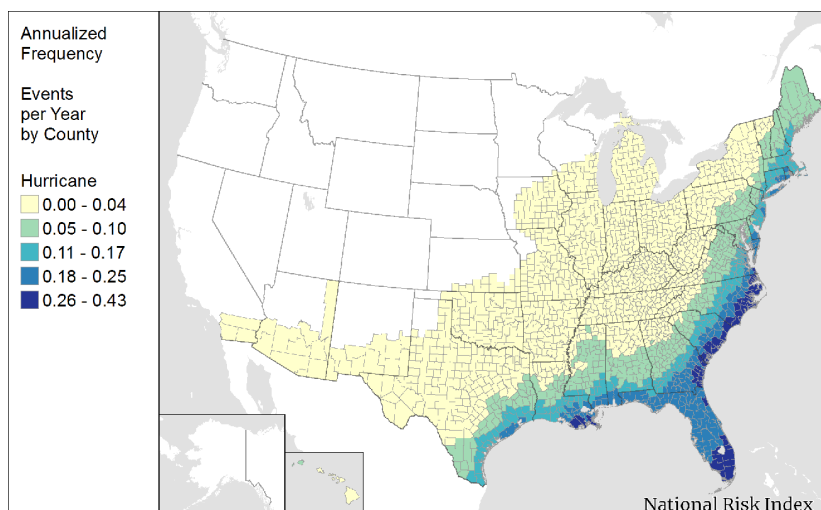 Annualized
Frequency
Events
per Year
by County
Hurricane
0.00 - 0.04
0.05 - 0.10
0.11 - 0.17
0.18 - 0.25
0.26 - 0.43
National Risk Index